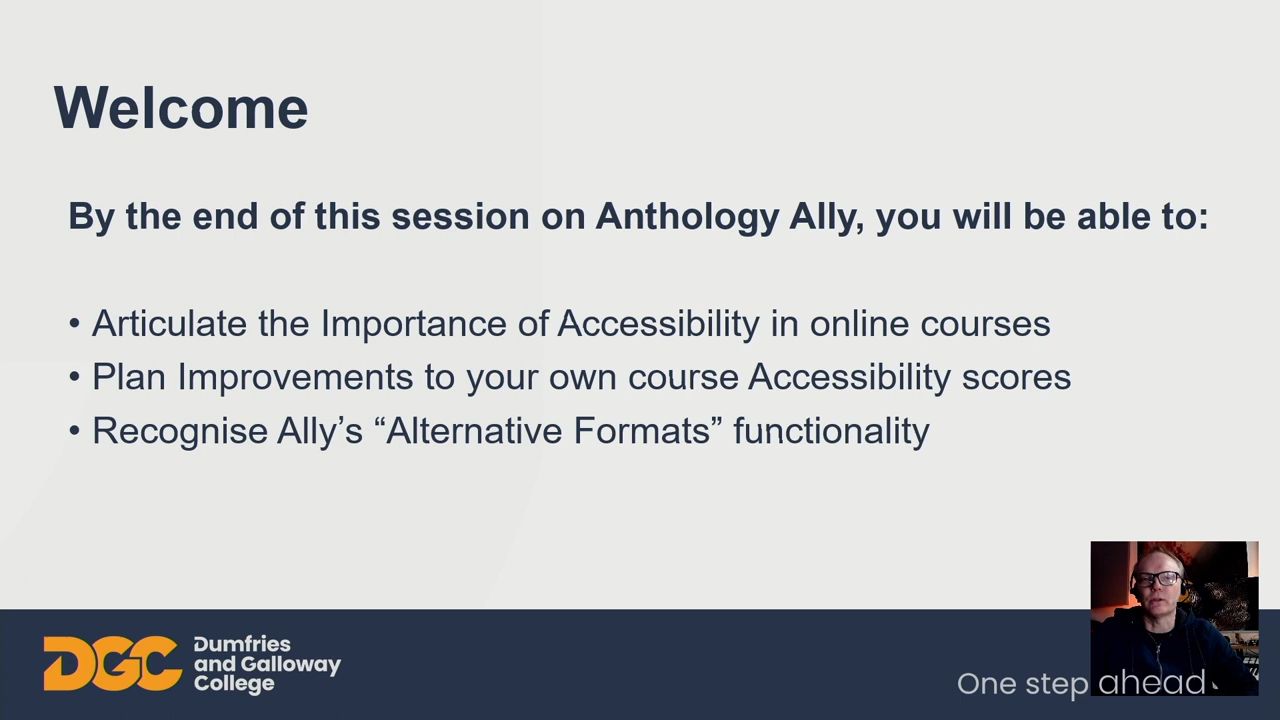 Welcome
By the end of this session on Anthology Ally, you will be able to:
• Articulate the Importance of Accessibility in online courses
• Plan Improvements to your own course Accessibility scores
• Recognise Ally’s “Alternative Formats” functionality
DGC
Dumfries
and Galloway
College
One step ahead